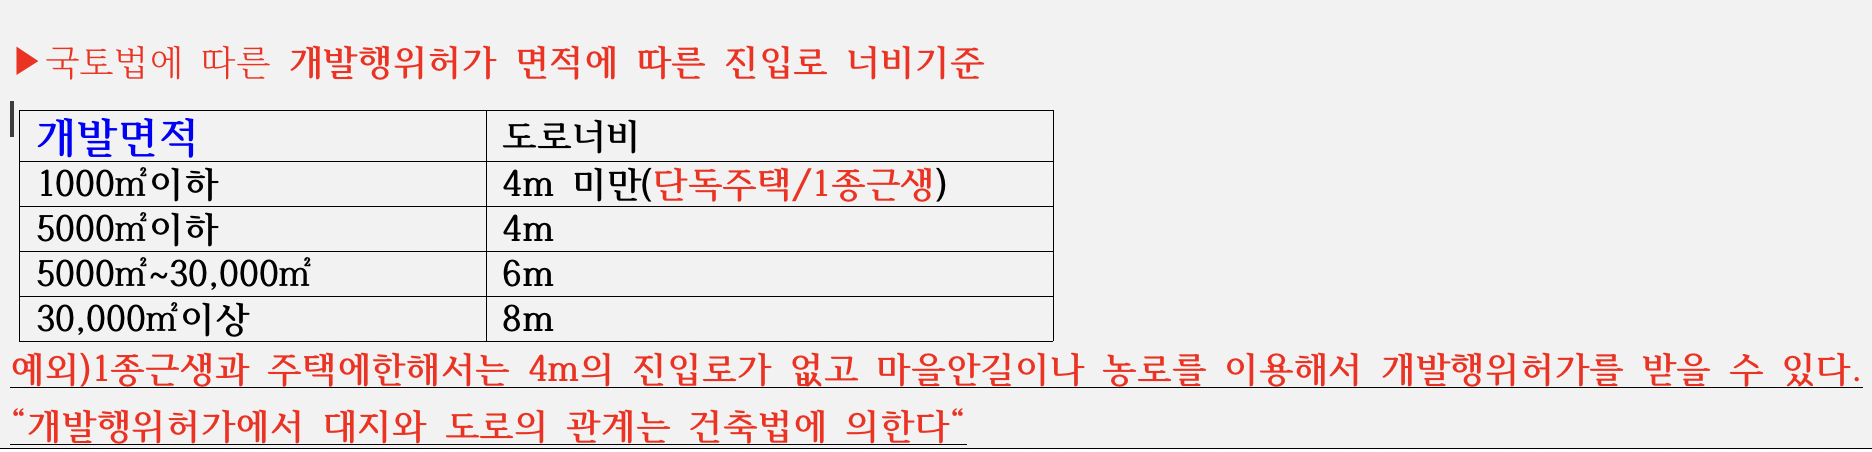 ▶국토법에 따른 개발행위허가 면적에 따른 진입로 너비기준
개발면적 도로너비
1000㎡이하 4m 미만(단독주택/1종근생)
5000㎡이하 4m
5000㎡~30,000㎡ 6m
30,000㎡이상 8m
예외)1종근생과 주택에한해서는 4m의 진입로가 없고 마을안길이나 농로를 이용해서 개발행위허가를 받을 수 있다.
“개발행위허가에서 대지와 도로의 관계는 건축법에 의한다“